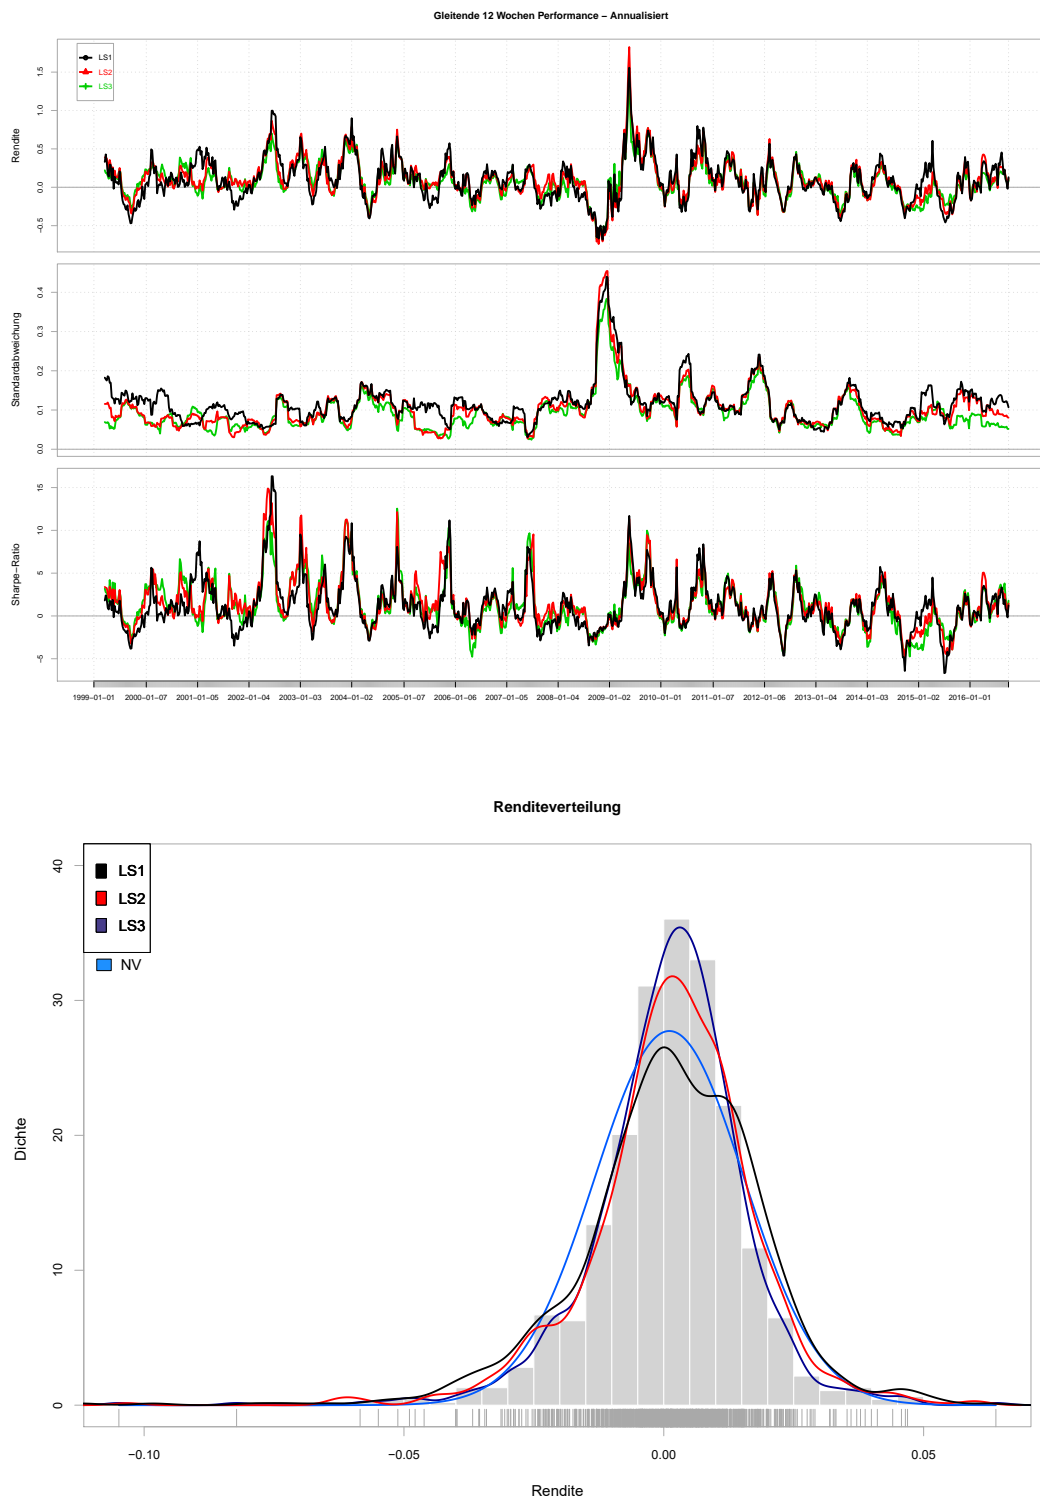 Gleitende 12 Wochen Performance – Annualisiert
Rendite
−0.5 0.0 0.5 1.0 1.5
LS1
LS2
LS3
Standardabweichung
0.0 0.1 0.2 0.3 0.4
Sharpe−Ratio
−5 0 5 10 15
1999−01−01 2000−01−07 2001−01−05 2002−01−04 2003−01−03 2004−01−02 2005−01−07 2006−01−06 2007−01−05 2008−01−04 2009−01−02 2010−01−01 2011−01−07 2012−01−06 2013−01−04 2014−01−03 2015−01−02 2016−01−01
Renditeverteilung
Dichte
0 10 20 30 40
LS1
LS2
LS3
NV
−0.10 −0.05 0.00 0.05
Rendite